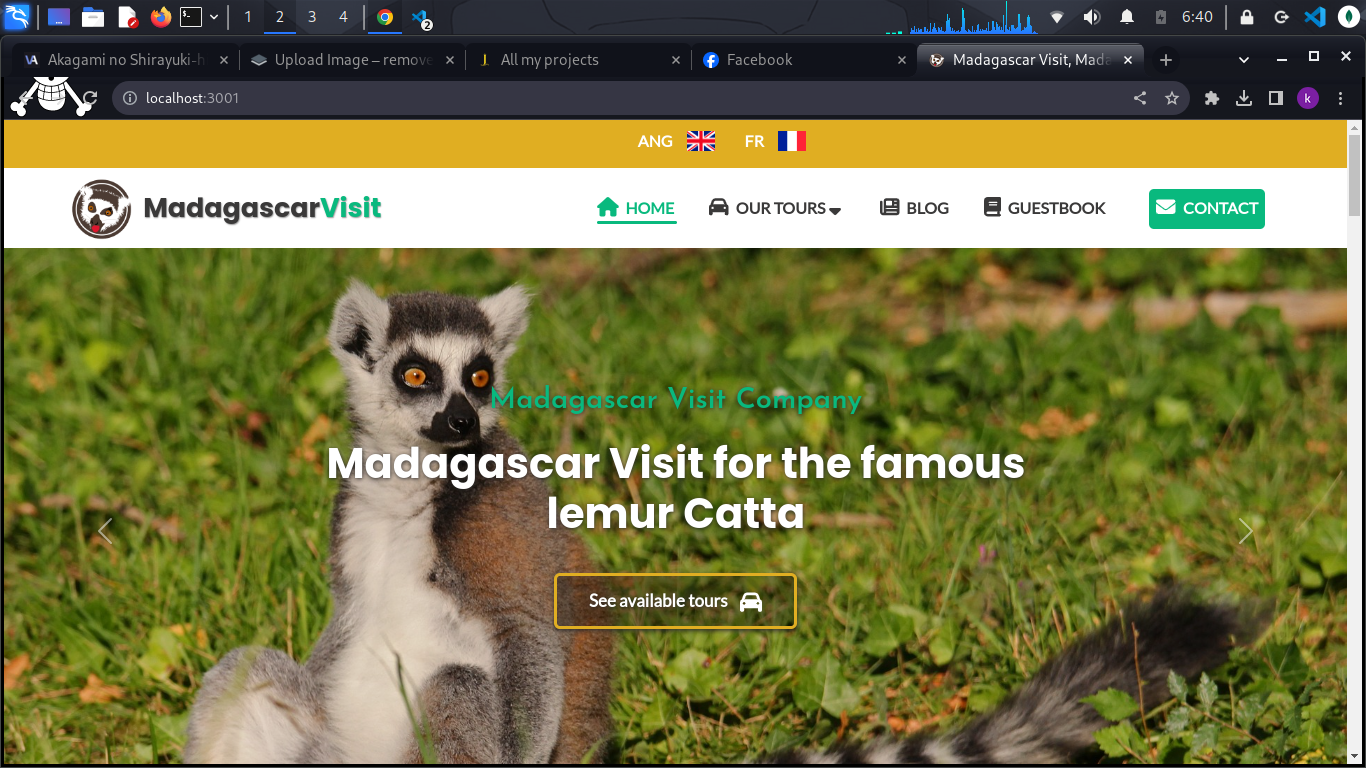 1 2 3 4 2 6:40
Akagami no Shirayuki-h Upload Image – remove All my projects Facebook Madagascar Visit, Mada
localhost:3001 k
ANG FR
MadagascarVisit HOME OUR TOURS BLOG GUESTBOOK CONTACT
Madagascar Visit Company
Madagascar Visit for the famous
lemur Catta
See available tours